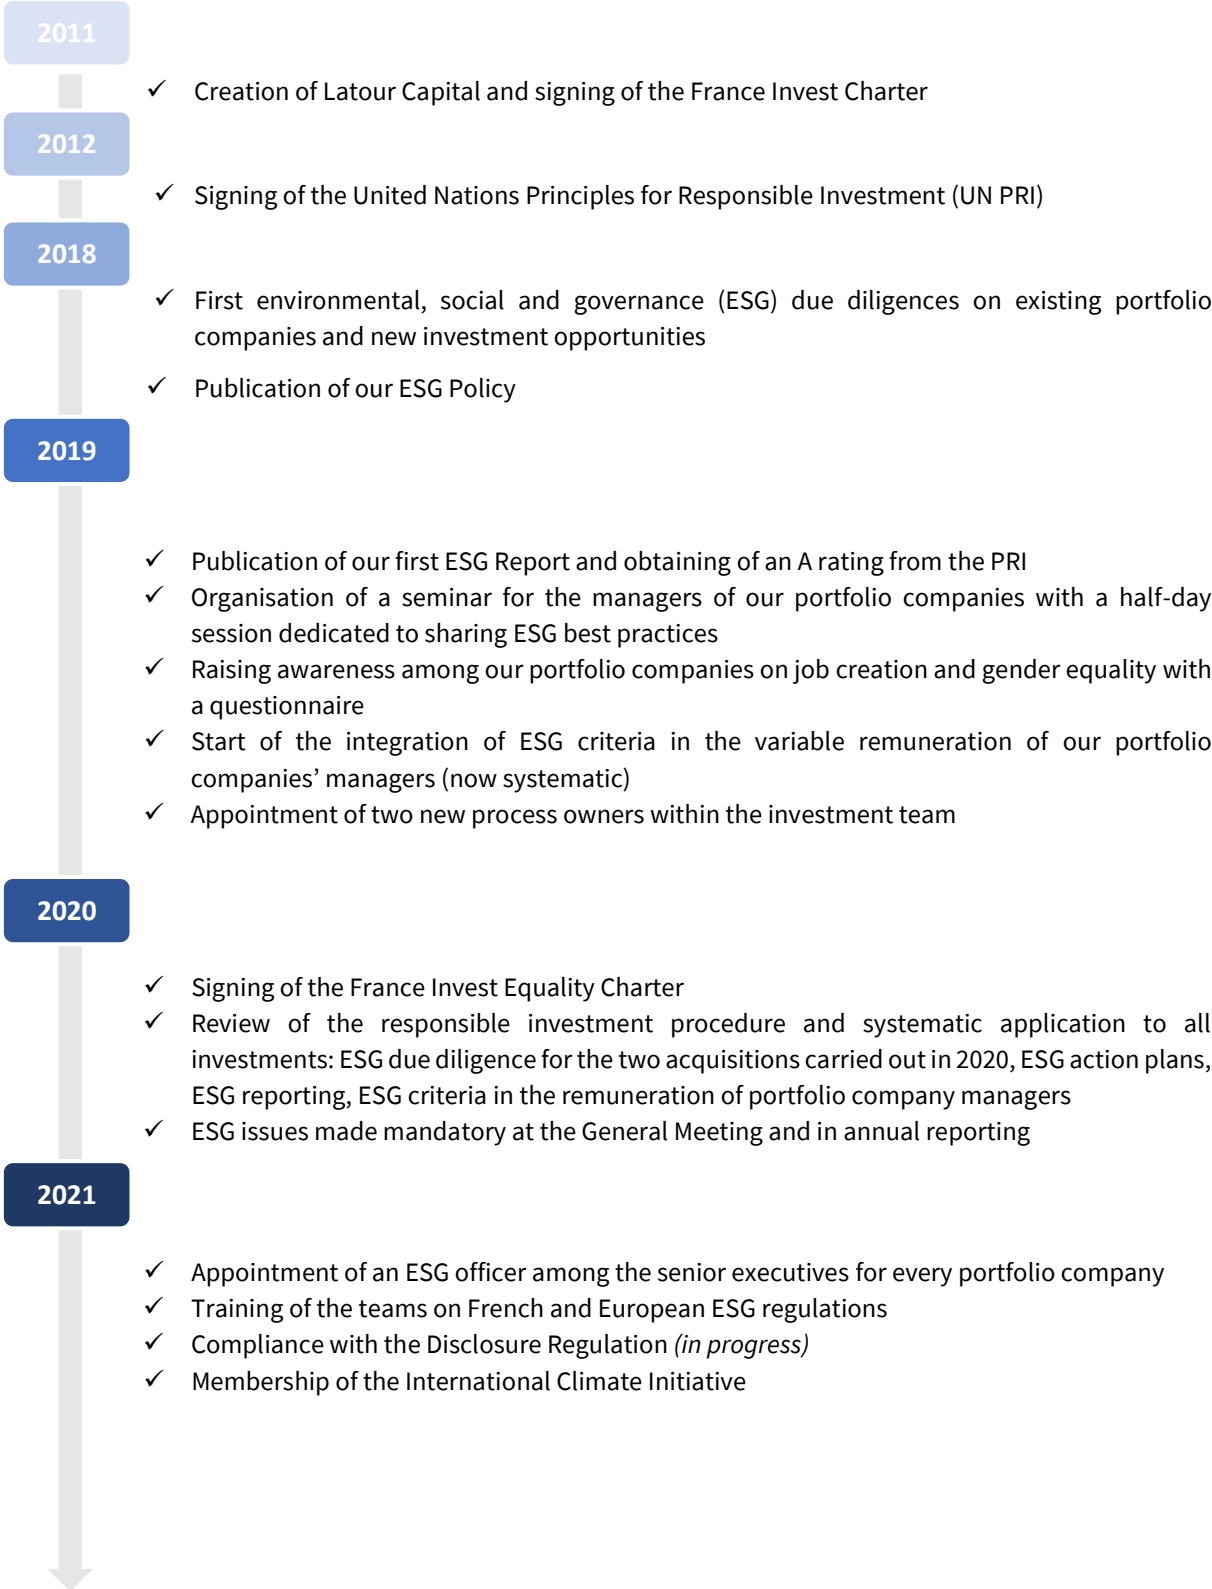 2011
Creation of Latour Capital and signing of the France Invest Charter
2012
Signing of the United Nations Principles for Responsible Investment (UN PRI)
2018
First environmental, social and governance (ESG) due diligences on existing portfolio
companies and new investment opportunities
Publication of our ESG Policy
2019
Publication of our first ESG Report and obtaining of an A rating from the PRI
Organisation of a seminar for the managers of our portfolio companies with a half-day
session dedicated to sharing ESG best practices
Raising awareness among our portfolio companies on job creation and gender equality with
a questionnaire
Start of the integration of ESG criteria in the variable remuneration of our portfolio
companies’ managers (now systematic)
Appointment of two new process owners within the investment team
2020
Signing of the France Invest Equality Charter
Review of the responsible investment procedure and systematic application to all
investments: ESG due diligence for the two acquisitions carried out in 2020, ESG action plans,
ESG reporting, ESG criteria in the remuneration of portfolio company managers
ESG issues made mandatory at the General Meeting and in annual reporting
2021
Appointment of an ESG officer among the senior executives for every portfolio company
Training of the teams on French and European ESG regulations
Compliance with the Disclosure Regulation (in progress)
Membership of the International Climate Initiative